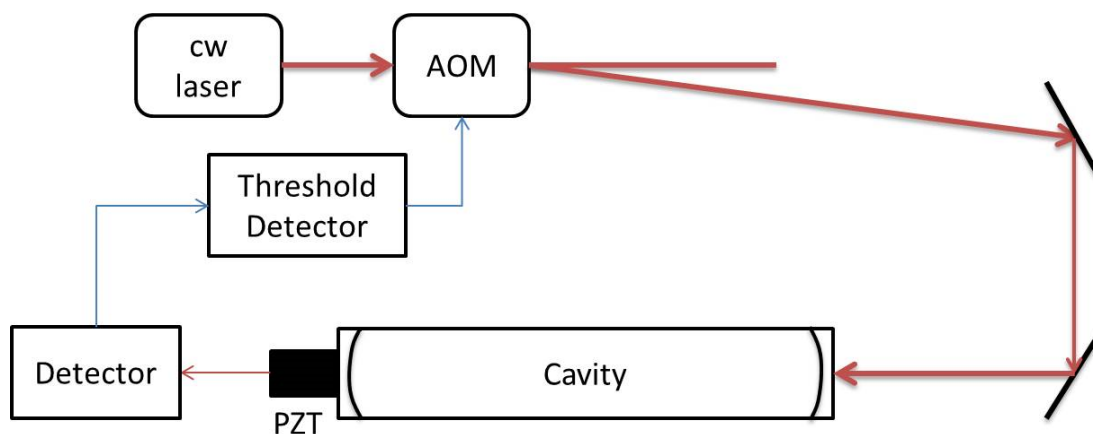 cw
laser
AOM
Threshold
Detector
Detector
Cavity
PZT